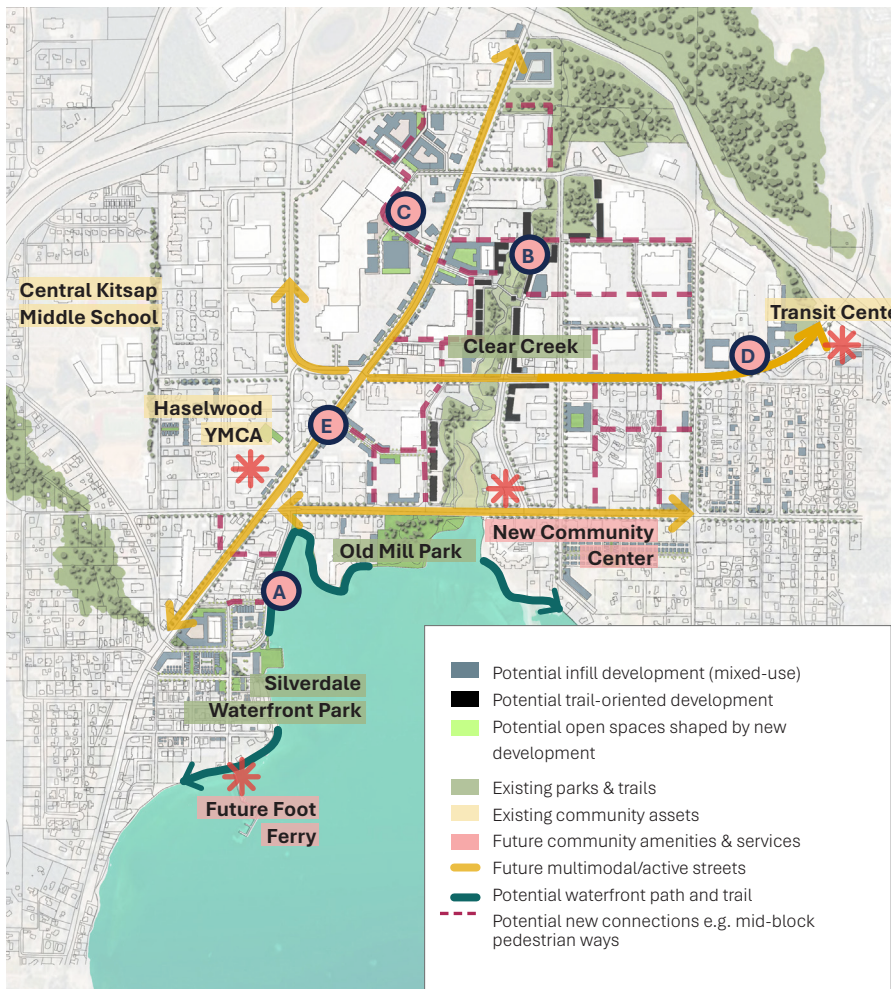 C
B
Central Kitsap
Middle School
Transit Cente
Clear Creek
D
Haselwood
YMCA
E
New Community
Center
Old Mill Park
A
Silverdale
Waterfront Park
Future Foot
Ferry
Potential infill development (mixed-use)
Potential trail-oriented development
Potential open spaces shaped by new
development
Existing parks & trails
Existing community assets
Future community amenities & services
Future multimodal/active streets
Potential waterfront path and trail
Potential new connections e.g. mid-block
pedestrian ways